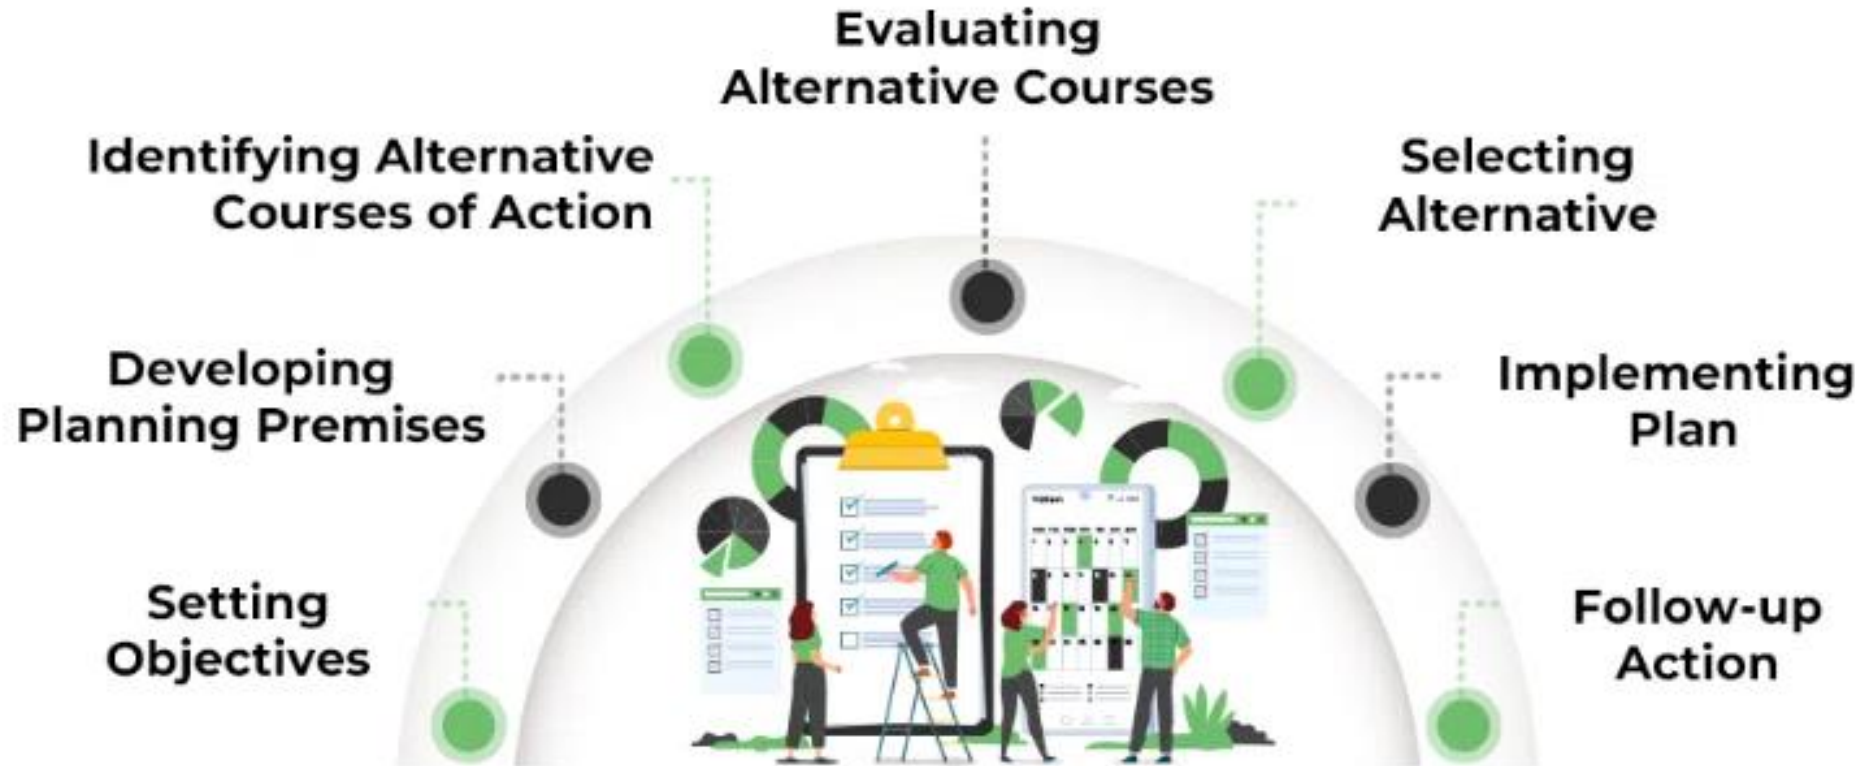 Evaluating
Alternative Courses
Identifying Alternative
Courses of Action
Selecting
Alternative
Developing
Planning Premises
Implementing
Plan
Setting
Objectives
Follow-up
Action